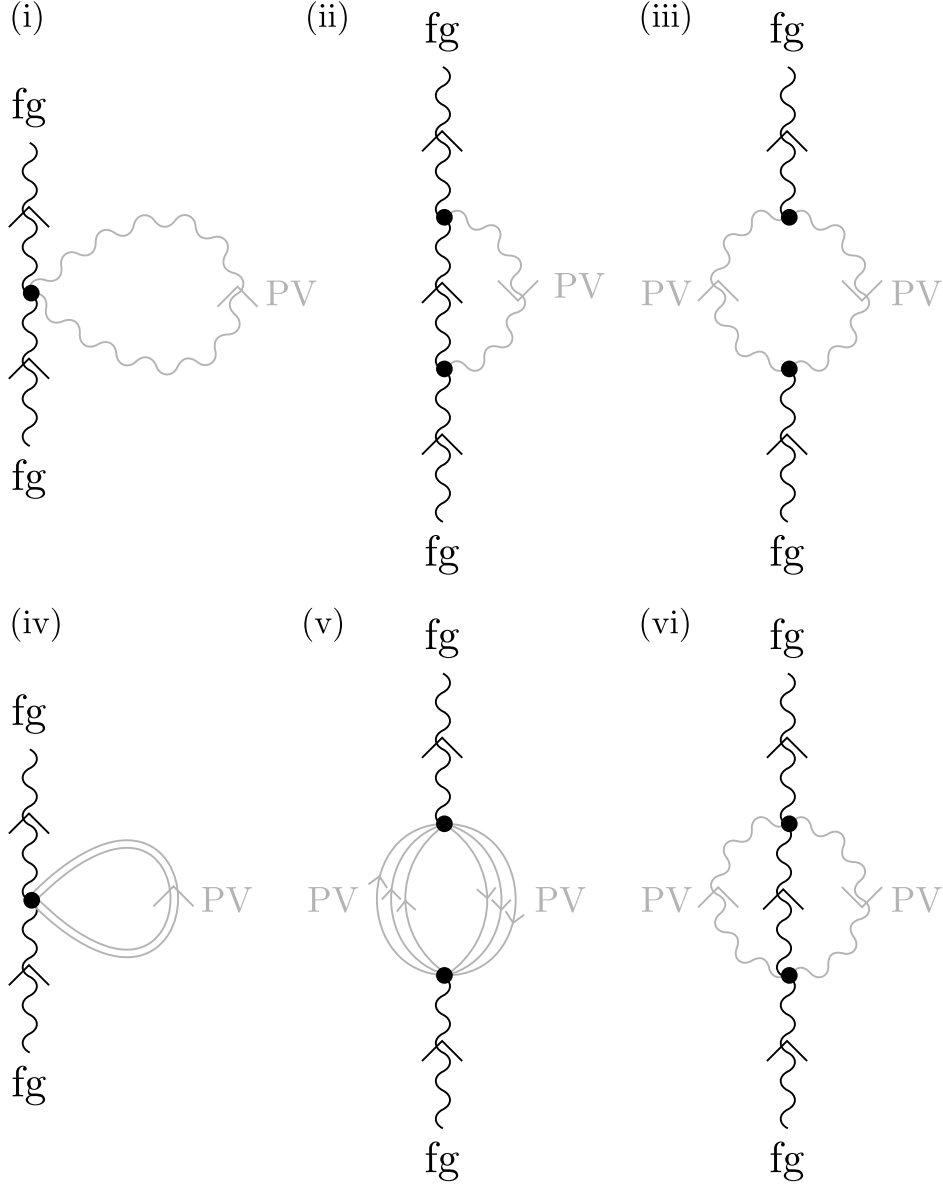 (i) (ii) (iii)
fg fg
fg
PV PV PV PV
fg
fg fg
(iv) (v) (vi)
fg fg
fg
PV PV PV PV PV
fg
fg fg